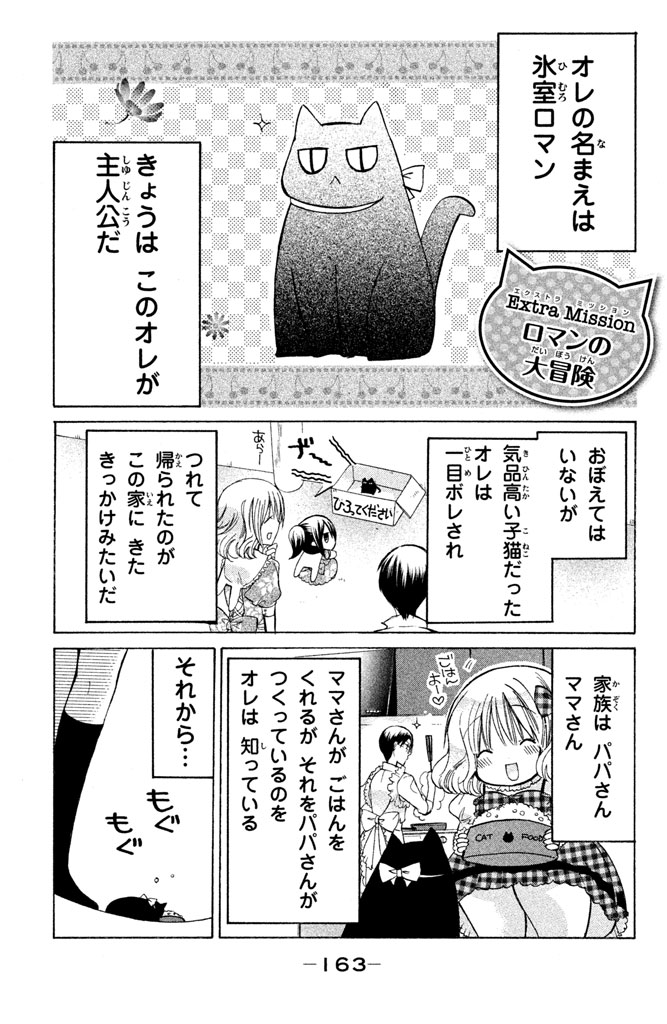 オレの名まえは
氷室ロマン
きょうは このオレが
主人公だ
Extra Mission
ロマンの
大冒険
おぼえては
いないが
気品高い子猫だった
オレは
一目ボレされ
ひろってください
じ〜
あら〜
つれて
帰られたのが
この家に きた
きっかけみたいだ
家族は パパさん
ママさん
ごはん
よー♡
CAT FOOD
ママさんが ごはんを
くれるが それをパパさんが
つくっているのを
オレは 知っている
それから…
もぐ
もぐ
-163-